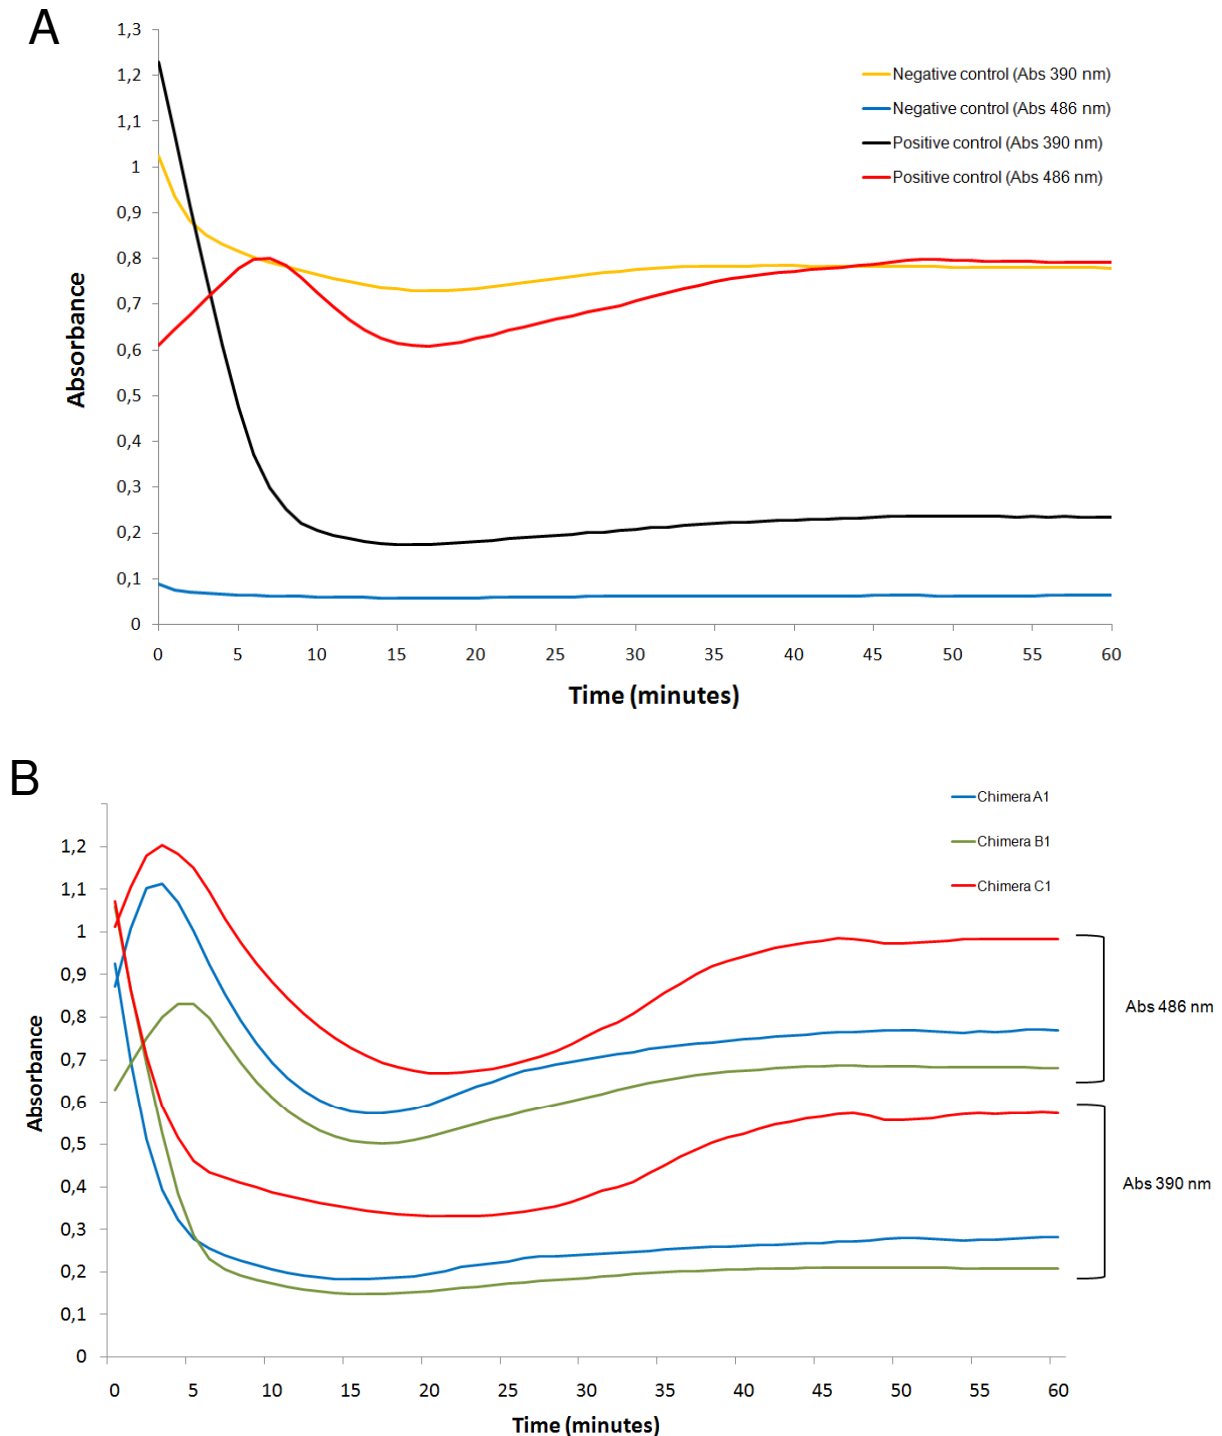 A
1,3
1,2
1,1
1
0,9
0,8
0,7
0,6
0,5
0,4
0,3
0,2
0,1
0
Absorbance
Negative control (Abs 390 nm)
Negative control (Abs 486 nm)
Positive control (Abs 390 nm)
Positive control (Abs 486 nm)
0 5 10 15 20 25 30 35 40 45 50 55 60
Time (minutes)
B
1,2
1,1
1
0,9
0,8
0,7
0,6
0,5
0,4
0,3
0,2
0,1
0
Absorbance
Chimera A1
Chimera B1
Chimera C1
Abs 486 nm
Abs 390 nm
0 5 10 15 20 25 30 35 40 45 50 55 60
Time (minutes)